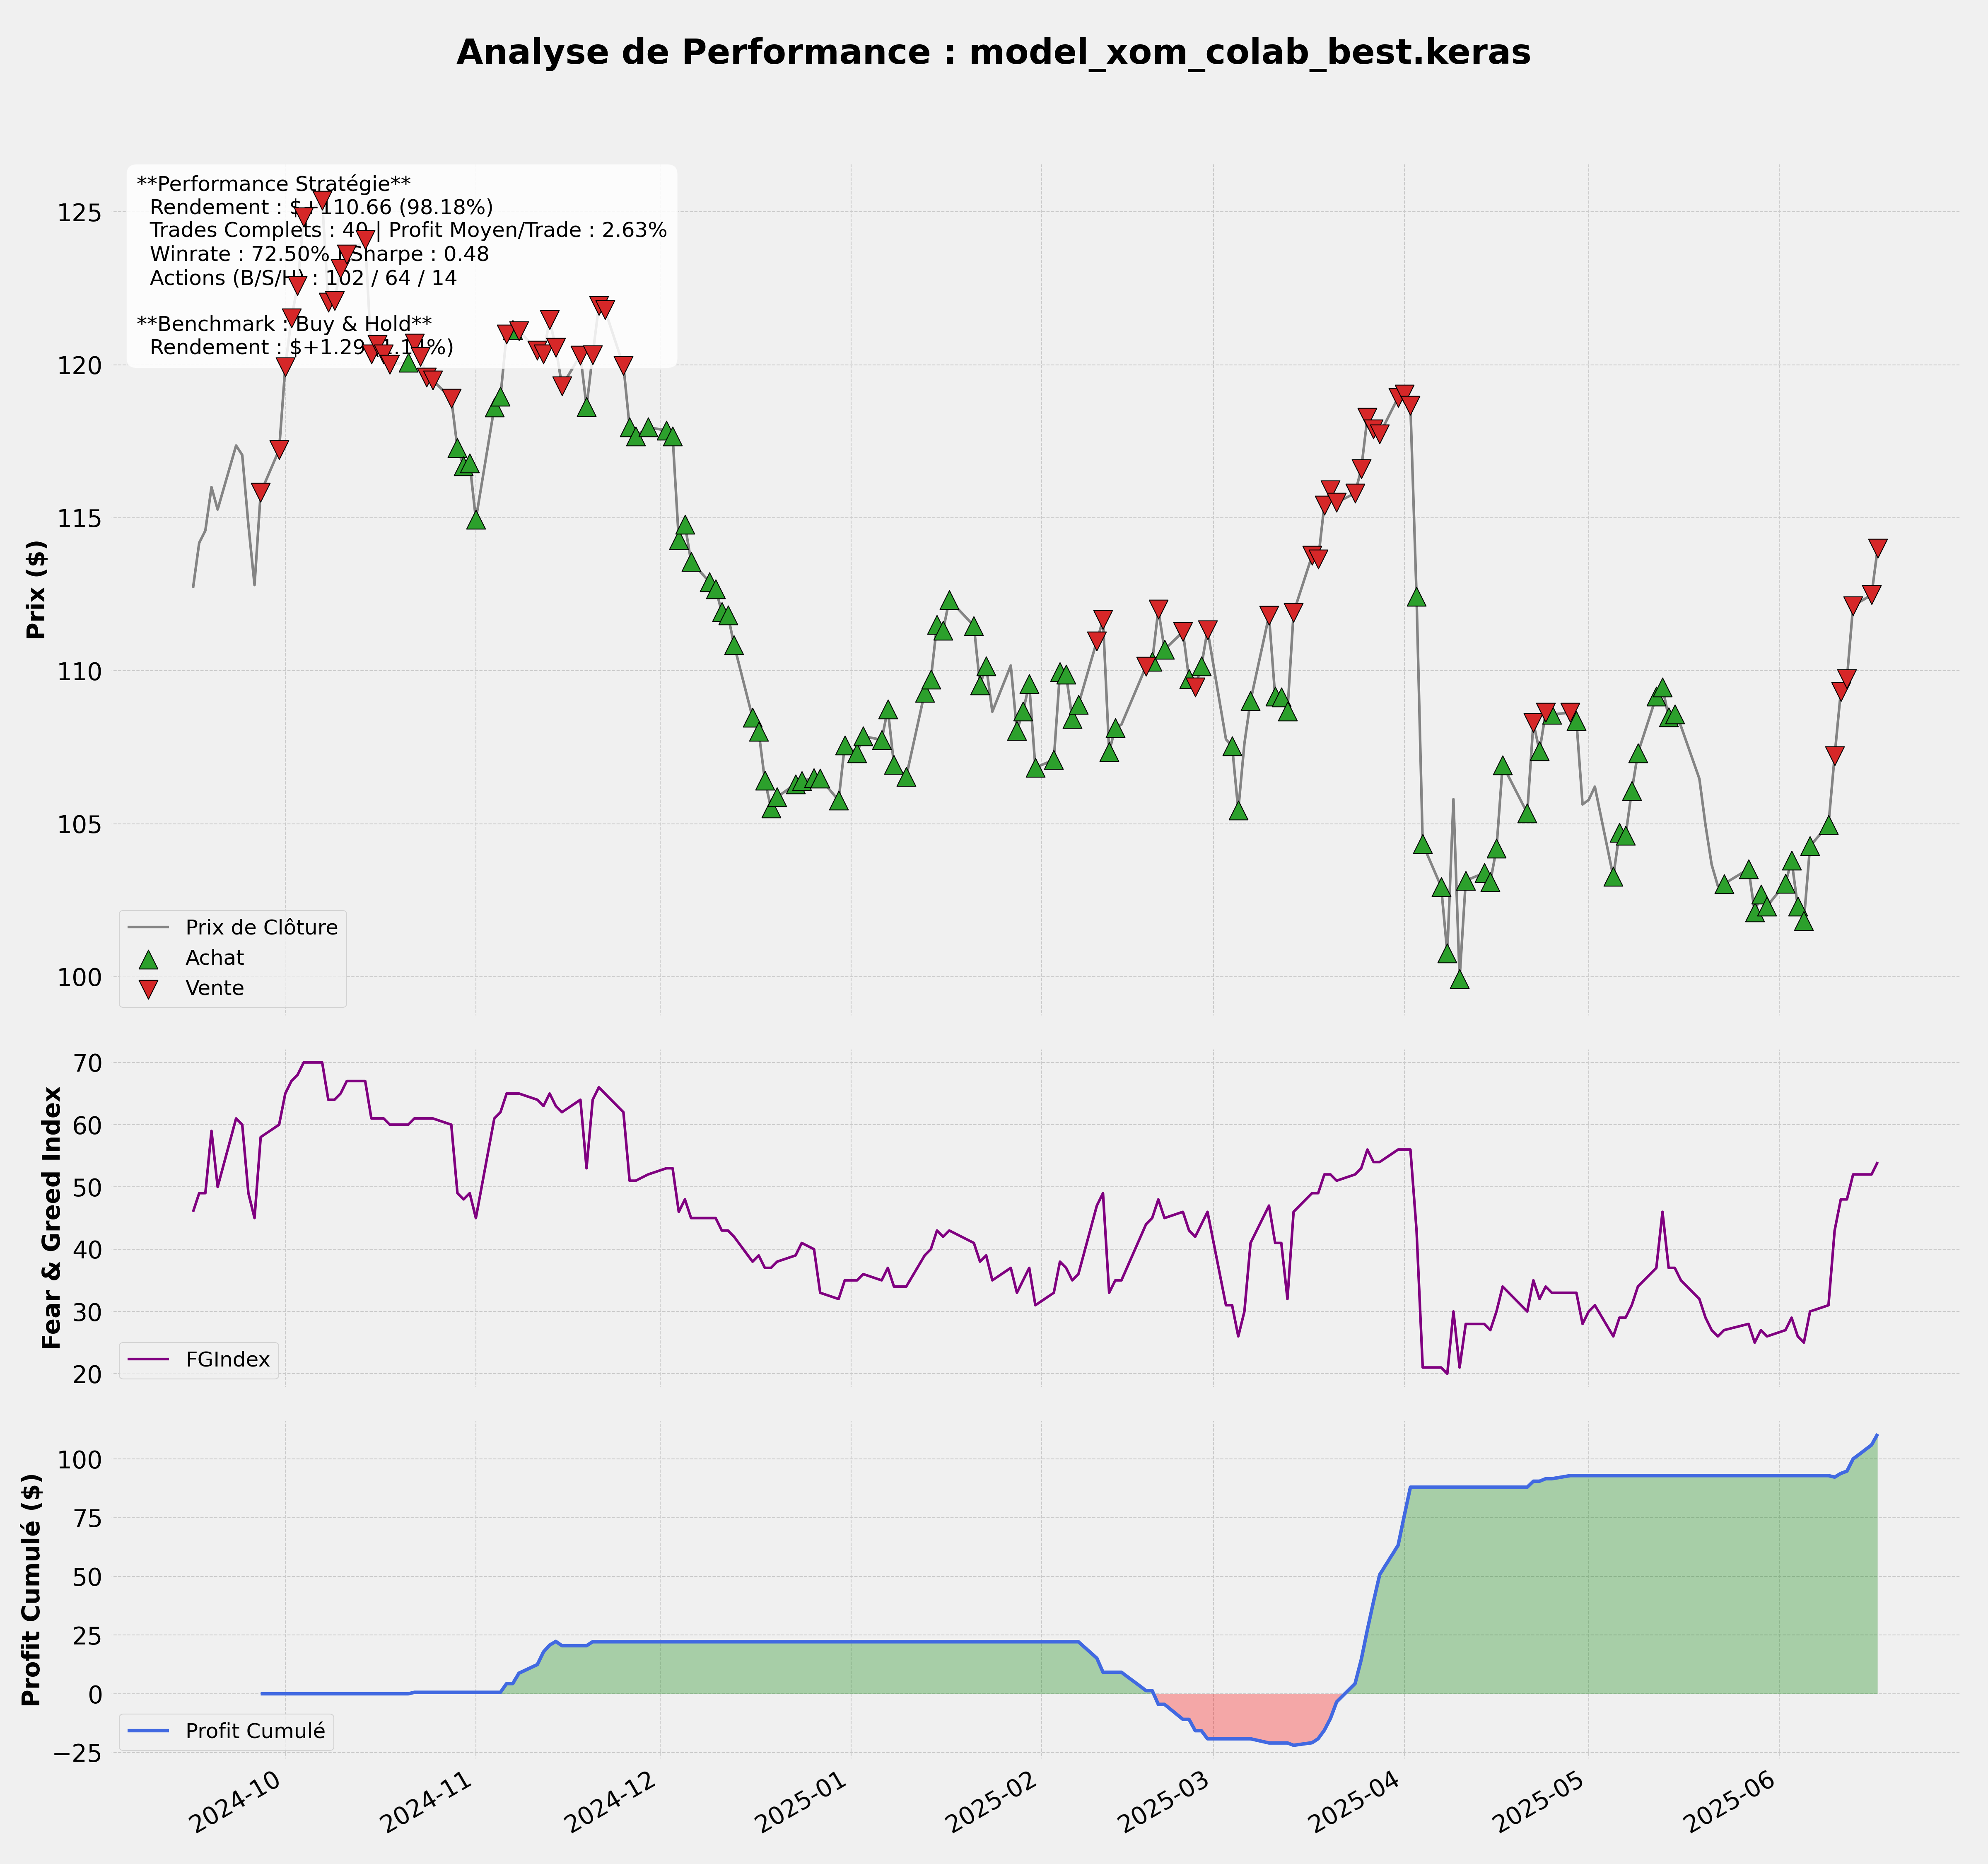 Analyse de Performance : model_xom_colab_best.keras
**Performance Stratégie**
Rendement : $+110.66 (98.18%)
Trades Complets : 40 | Profit Moyen/Trade : 2.63%
Winrate : 72.50% | Sharpe : 0.48
Actions (B/S/H) : 102 / 64 / 14
**Benchmark : Buy & Hold**
Rendement : $+1.29 (1.14%)
Prix ($)
125
120
115
110
105
100
Prix de Clôture
Achat
Vente
Fear & Greed Index
70
60
50
40
30
20
FGIndex
Profit Cumulé ($)
100
75
50
25
0
−25
Profit Cumulé
2024-10
2024-11
2024-12
2025-01
2025-02
2025-03
2025-04
2025-05
2025-06